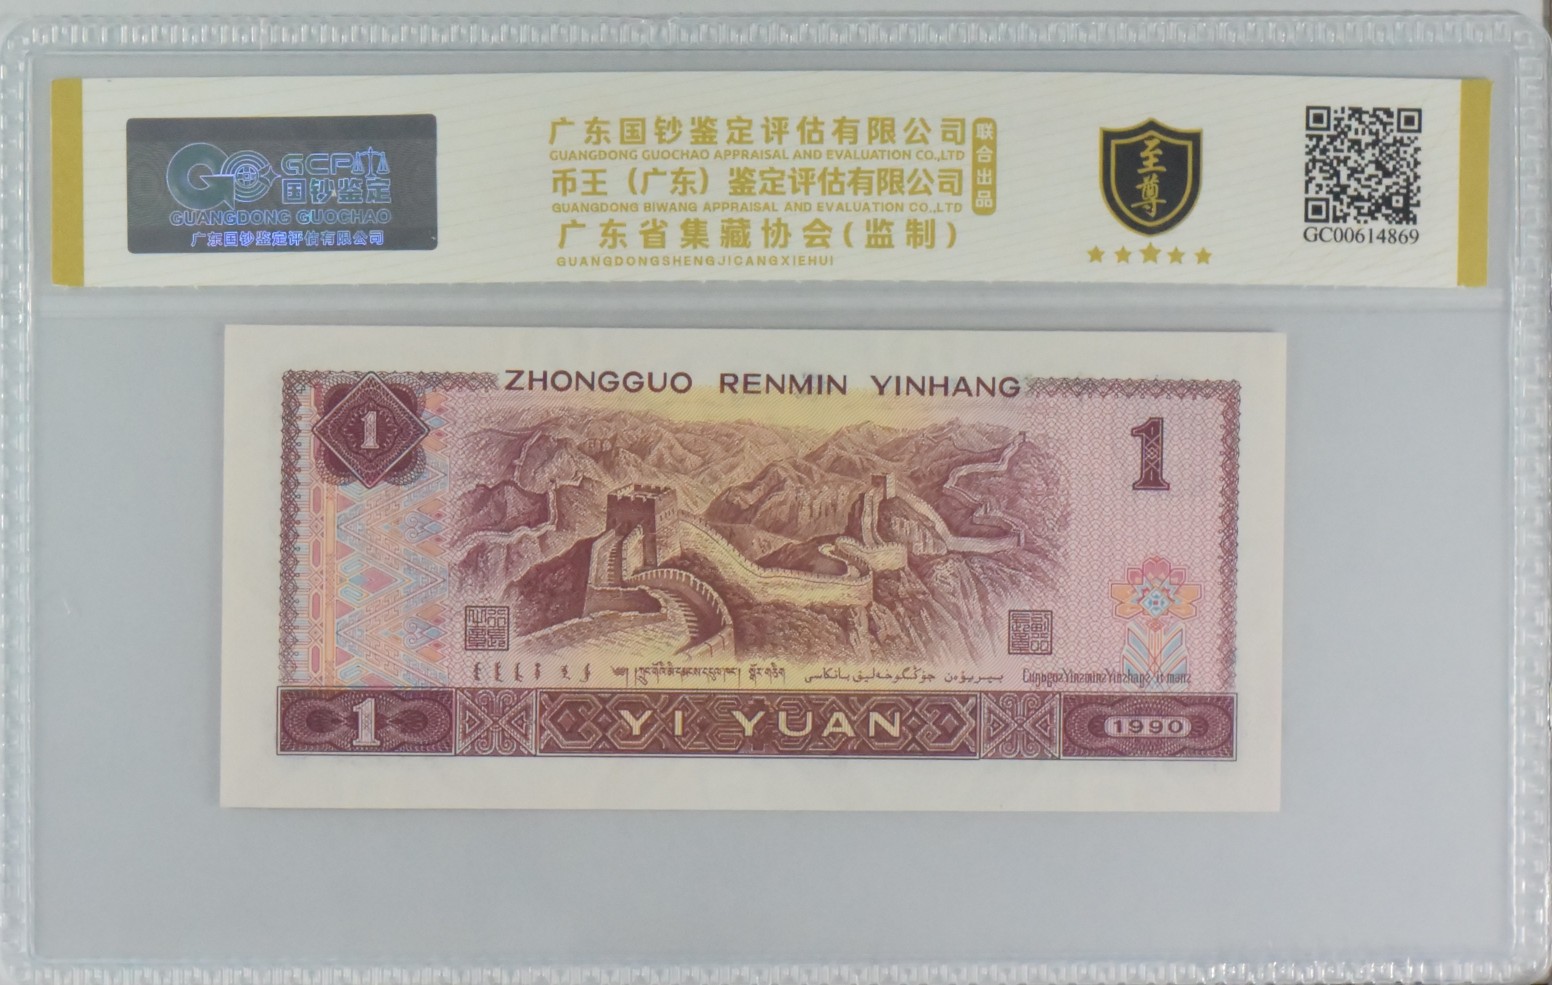 GCPA
国钞鉴定
GUANGDONG GUOCHAO
广东国钞鉴定评估有限公司
广东国钞鉴定评估有限公司
GUANGDONG GUOCHAO APPRAISAL AND EVALUATION CO.,LTD
币王（广东）鉴定评估有限公司
GUANGDONG BIWANG APPRAISAL AND EVALUATION CO.,LTD
联合出品
广东省集藏协会(监制)
GUANGDONGSHENGJICANGXIEHUI
至尊
GC00614869
ZHONGGUO RENMIN YINHANG
1
1
1
YI YUAN
1990